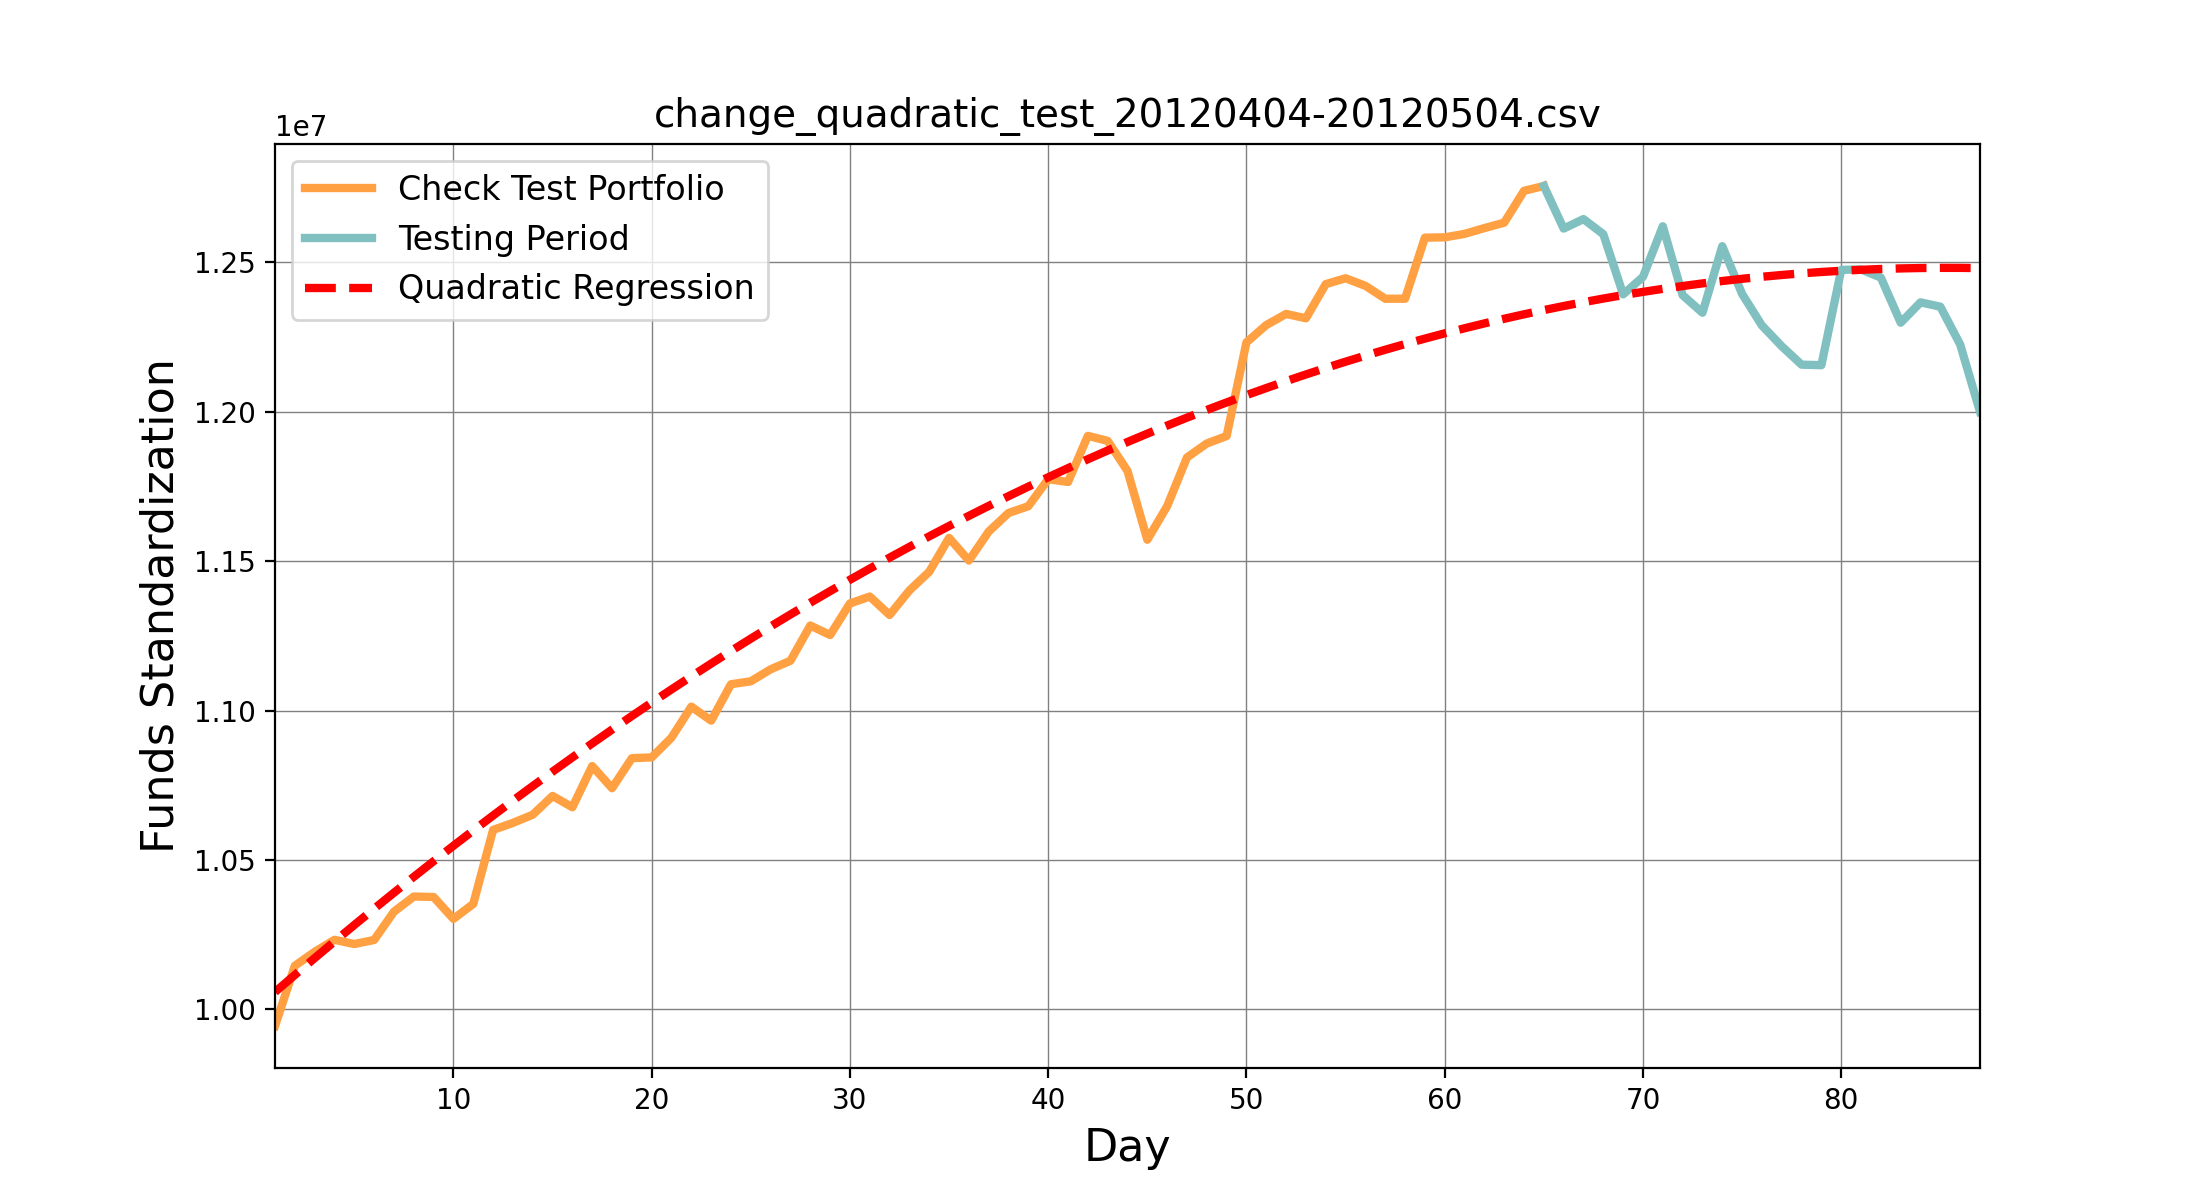 change_quadratic_test_20120404-20120504.csv
1e7
Check Test Portfolio
Testing Period
Quadratic Regression
Funds Standardization
1.25
1.20
1.15
1.10
1.05
1.00
10 20 30 40 50 60 70 80
Day